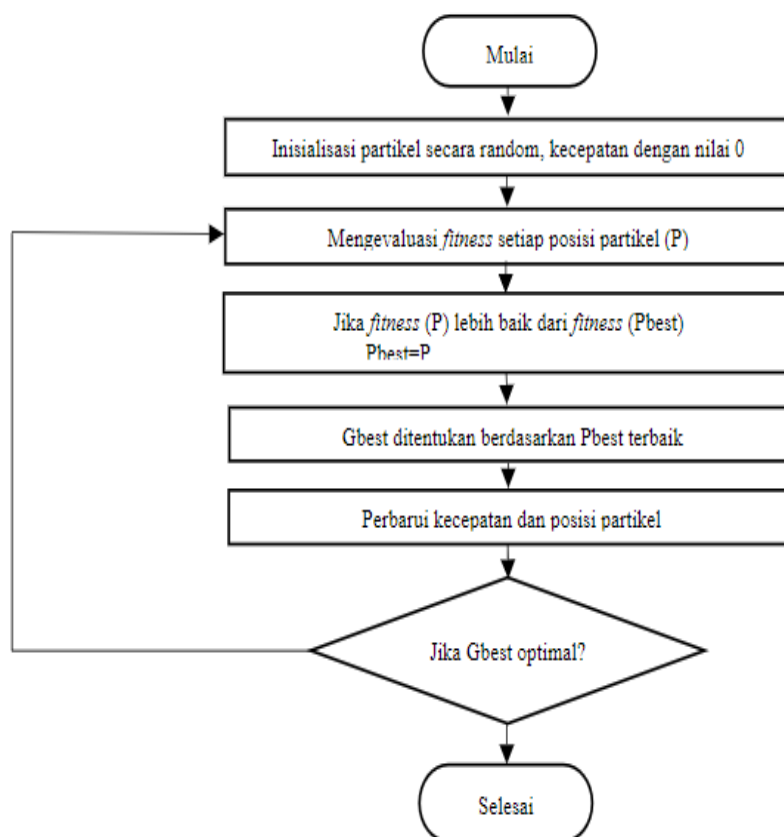 Mulai
Inisialisasi partikel secara random, kecepatan dengan nilai 0
Mengevaluasi fitness setiap posisi partikel (P)
Jika fitness (P) lebih baik dari fitness (Pbest)
Pbest=P
Gbest ditentukan berdasarkan Pbest terbaik
Perbarui kecepatan dan posisi partikel
Jika Gbest optimal?
Selesai